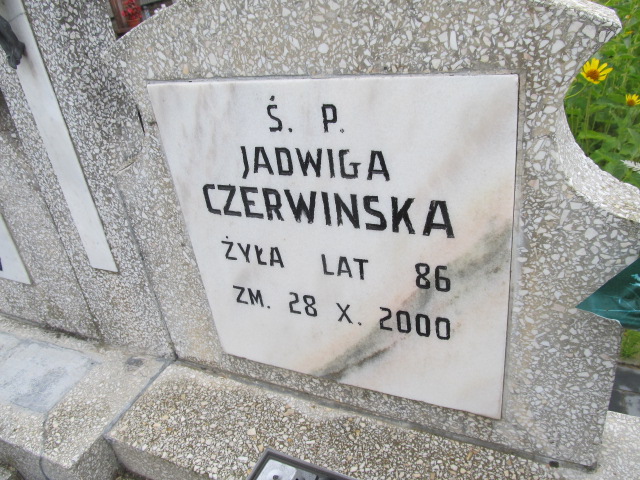 Ś. P.
JADWIGA
CZERWINSKA
ŻYŁA LAT 86
ZM. 28 X. 2000